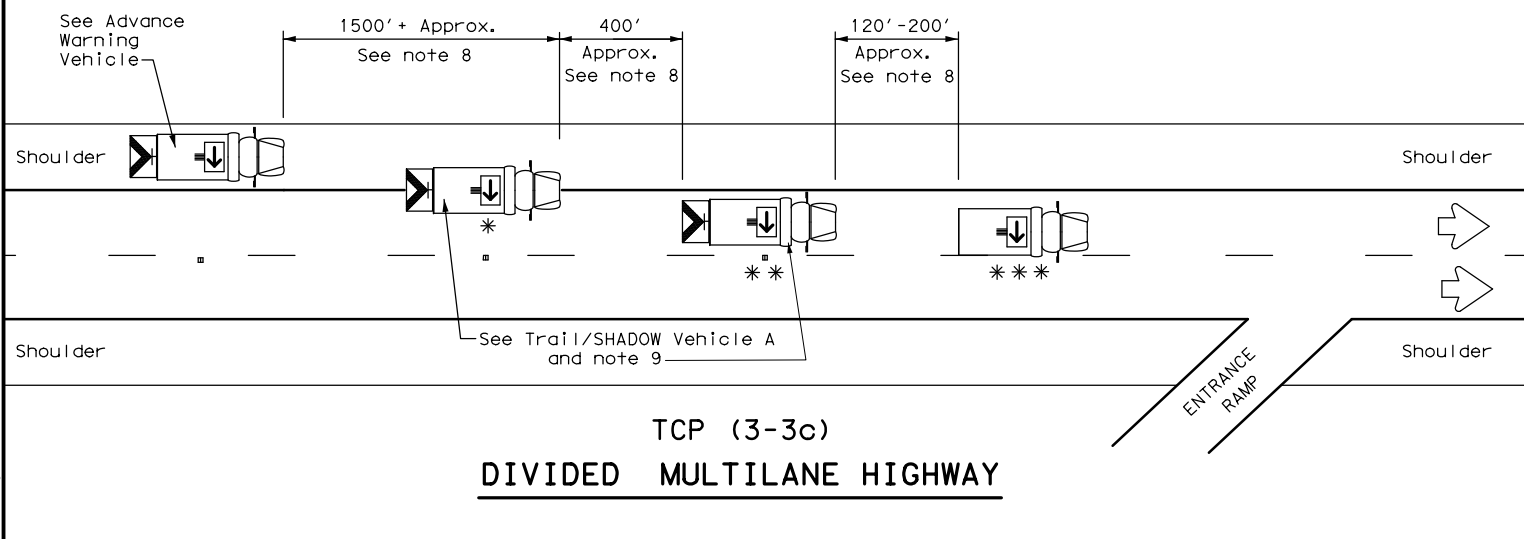 See Advance
Warning
Vehicle
1500'+ Approx.
See note 8
400'
Approx.
See note 8
120'-200'
Approx.
See note 8
Shoulder
Shoulder
*
* *
* * *
See Trail/SHADOW Vehicle A
and note 9
Shoulder
Shoulder
ENTRANCE
RAMP
TCP (3-3c)
DIVIDED MULTILANE HIGHWAY